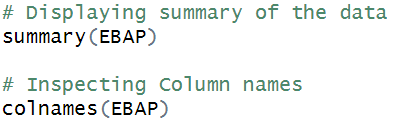 # Displaying summary of the data
summary(EBAP)
# Inspecting Column names
colnames(EBAP)